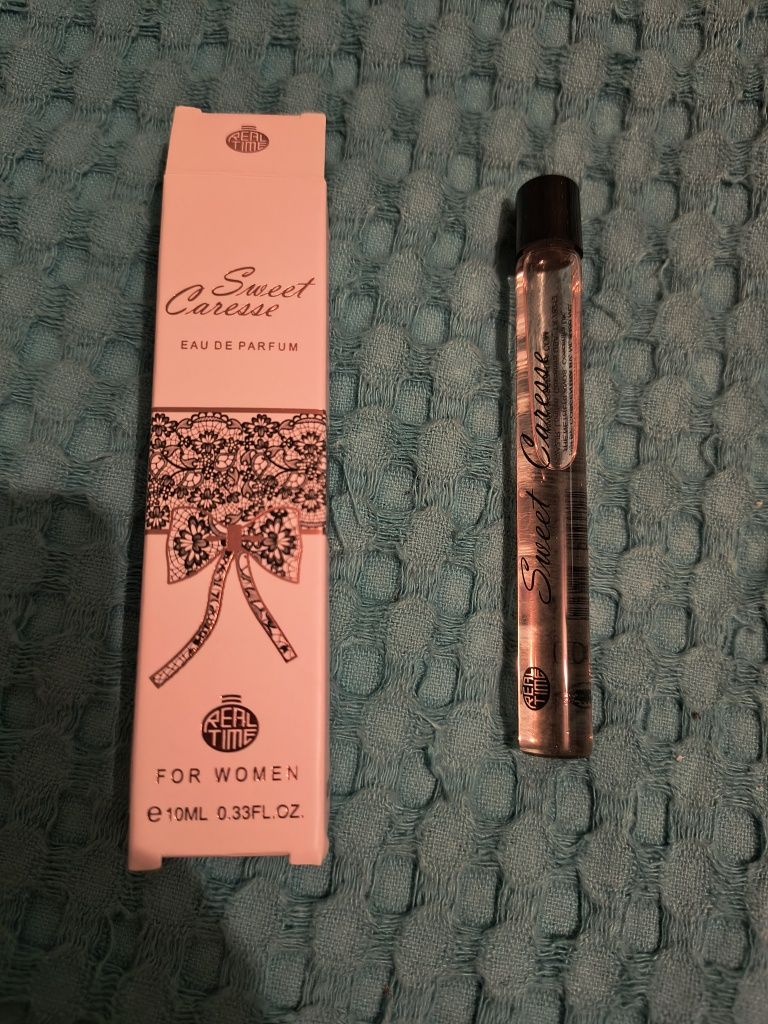 REAL
TIME
Sweet
Caresse
EAU DE PARFUM
REAL
TIME
FOR WOMEN
e 10ML 0.33FL.OZ.
Sweet Caresse
REAL
TIME